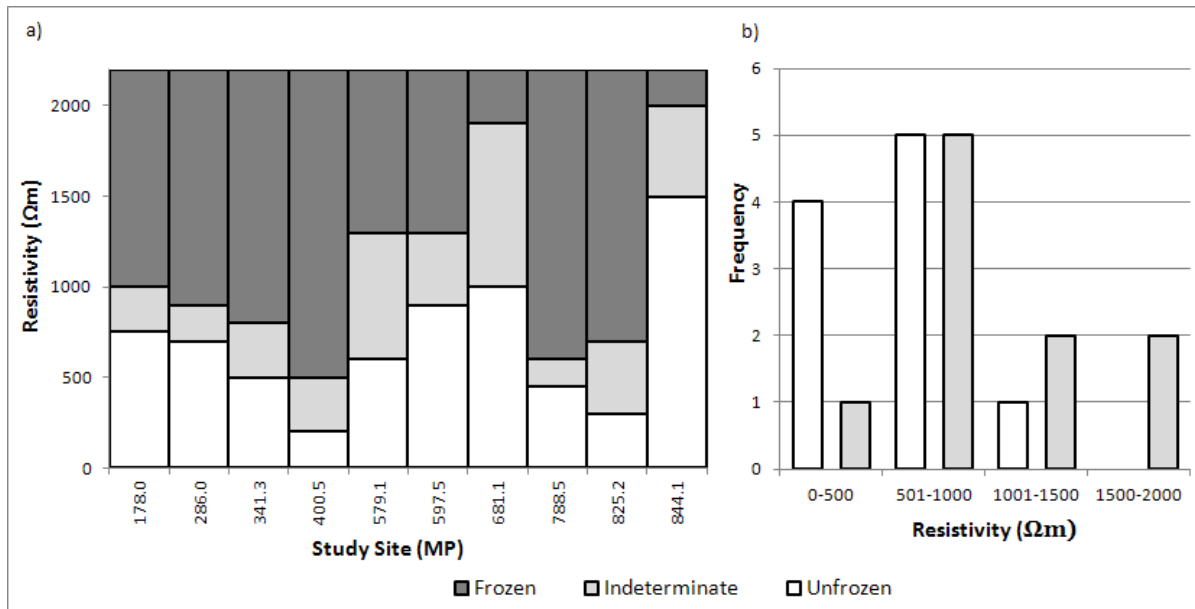 a)
Resistivity (Ωm)
2000
1500
1000
500
0
178.0
286.0
341.3
400.5
579.1
597.5
681.1
788.5
825.2
844.1
Study Site (MP)
b)
Frequency
6
5
4
3
2
1
0
0-500 501-1000 1001-1500 1500-2000
Resistivity (Ωm)
Frozen Indeterminate Unfrozen